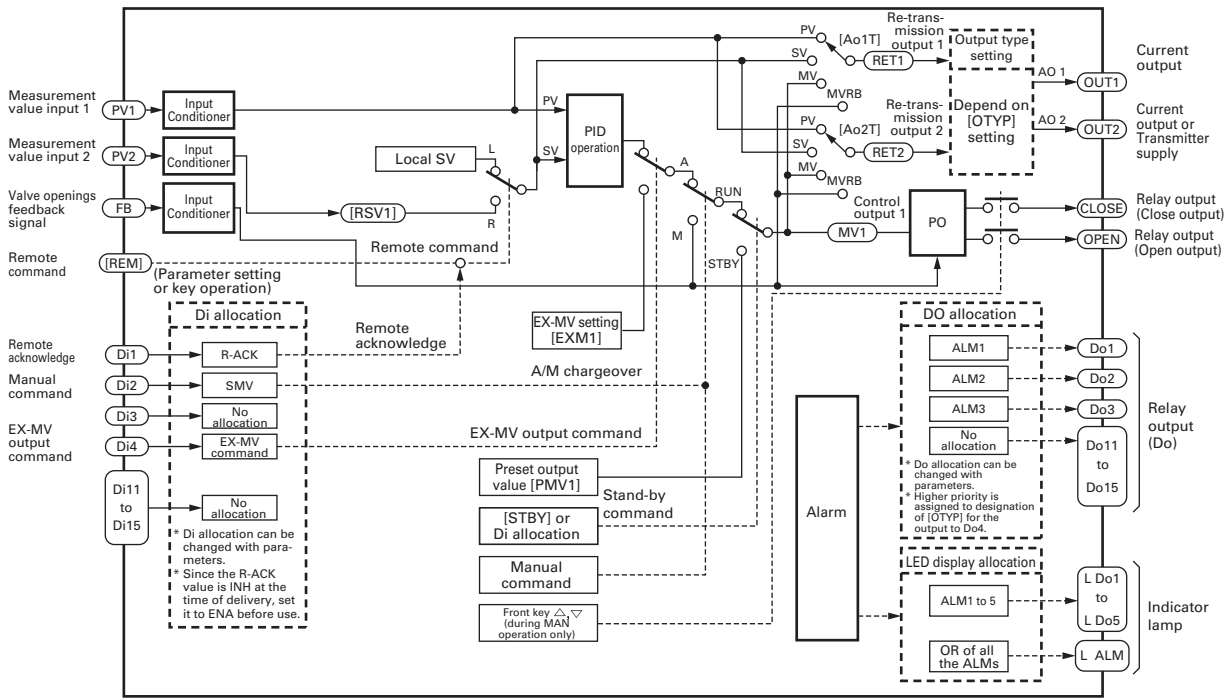 Measurement
value input 1
PV1
Input
Conditioner
Measurement
value input 2
PV2
Input
Conditioner
Valve openings
feedback
signal
FB
Input
Conditioner
Remote
command
[REM]
(Parameter setting
or key operation)
Remote command
[RSV1]
Local SV
L
R
PV
SV
PID
operation
A
M
RUN
STBY
PV
SV
MV
MVRB
[Ao1T]
Re-trans-
mission
output 1
RET1
PV
SV
MV
MVRB
[Ao2T]
Re-trans-
mission
output 2
RET2
Output type
setting
Depend on
[OTYP]
setting
AO 1
AO 2
OUT1
OUT2
Current
output
Current
output or
Transmitter
supply
Control
output 1
MV1
PO
CLOSE
OPEN
Relay output
(Close output)
Relay output
(Open output)
Di allocation
Remote
acknowledge
Di1
R-ACK
Remote
acknowledge
Manual
command
Di2
SMV
A/M chargeover
Di3
No
allocation
EX-MV
output
command
Di4
EX-MV
command
EX-MV output command
Di11
to
Di15
No
allocation
* Di allocation can be
changed with para-
meters.
* Since the R-ACK
value is INH at the
time of delivery, set
it to ENA before use.
EX-MV setting
[EXM1]
Preset output
value [PMV1]
Stand-by
command
[STBY] or
Di allocation
Manual
command
Front key △, ▽
(during MAN
operation only)
Alarm
DO allocation
ALM1
Do1
ALM2
Do2
ALM3
Do3
No
allocation
Do11
to
Do15
* Do allocation can be
changed with
parameters.
* Higher priority is
assigned to designation
of [OTYP] for the
output to Do4.
Relay
output
(Do)
LED display allocation
ALM1 to 5
L Do1
to
L Do5
OR of all
the ALMs
L ALM
Indicator
lamp